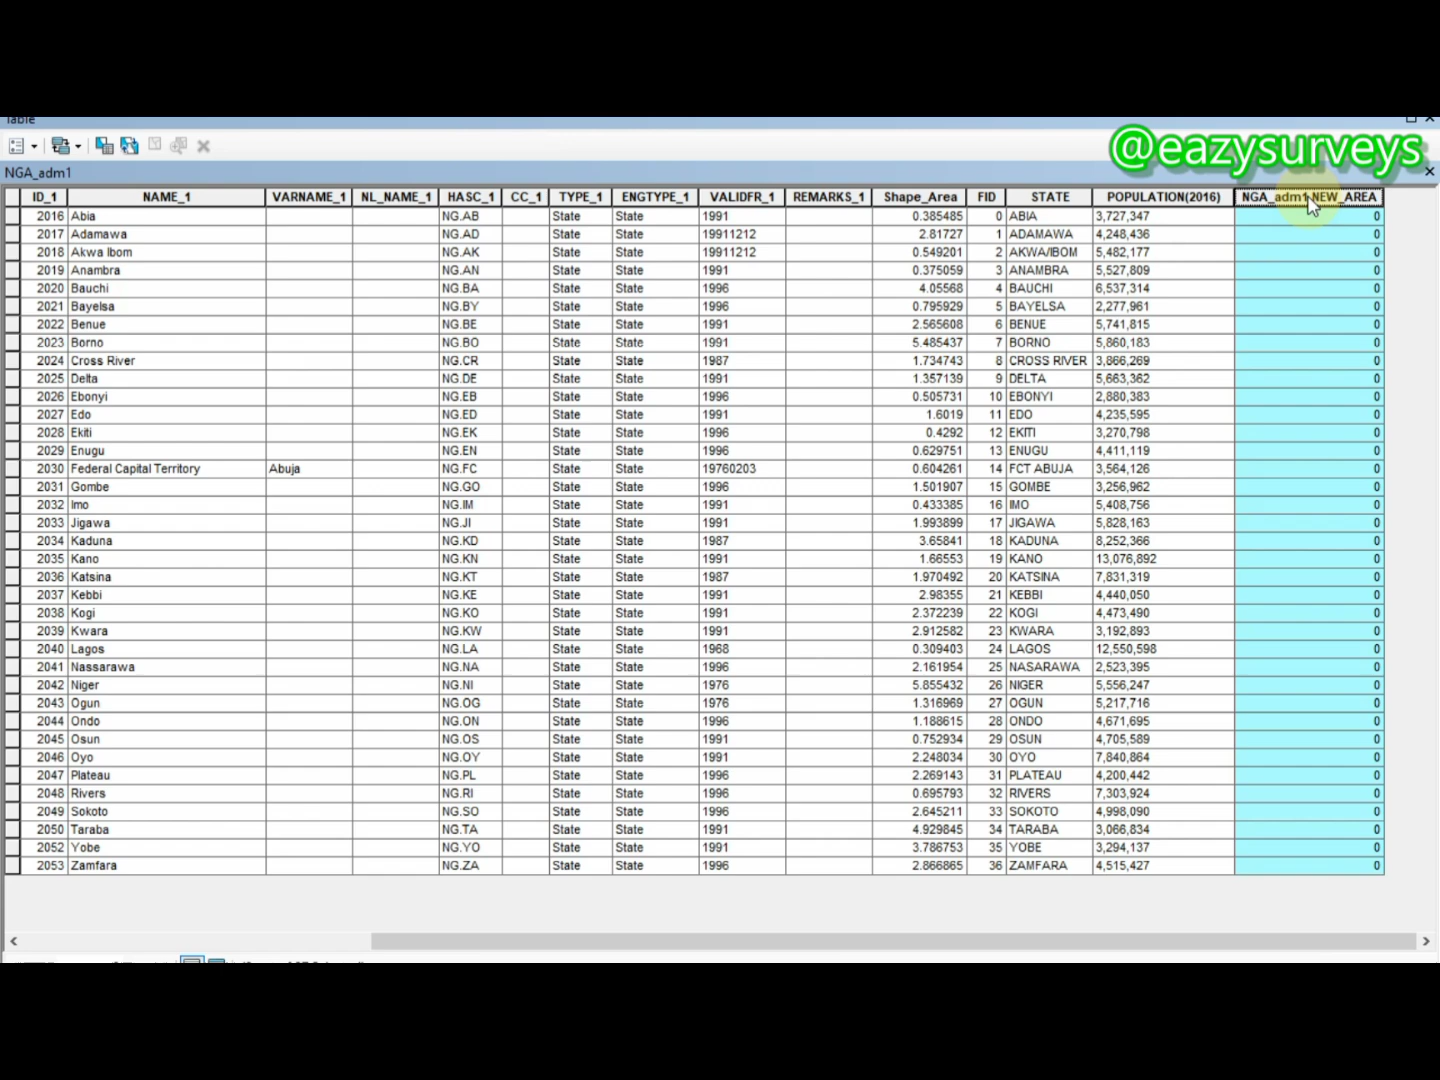 Table
@eazysurveys
NGA_adm1
ID_1 NAME_1 VARNAME_1 NL_NAME_1 HASC_1 CC_1 TYPE_1 ENGTYPE_1 VALIDFR_1 REMARKS_1 Shape_Area FID STATE POPULATION(2016) NGA_adm1.NEW_AREA
2016 Abia NG.AB State State 1991 0.385485 0 ABIA 3,727,347 0
2017 Adamawa NG.AD State State 19911212 2.81727 1 ADAMAWA 4,248,436 0
2018 Akwa Ibom NG.AK State State 19911212 0.549201 2 AKWA/IBOM 5,482,177 0
2019 Anambra NG.AN State State 1991 0.375059 3 ANAMBRA 5,527,809 0
2020 Bauchi NG.BA State State 1996 4.05568 4 BAUCHI 6,537,314 0
2021 Bayelsa NG.BY State State 1996 0.795929 5 BAYELSA 2,277,961 0
2022 Benue NG.BE State State 1991 2.565608 6 BENUE 5,741,815 0
2023 Borno NG.BO State State 1991 5.485437 7 BORNO 5,860,183 0
2024 Cross River NG.CR State State 1987 1.734743 8 CROSS RIVER 3,866,269 0
2025 Delta NG.DE State State 1991 1.357139 9 DELTA 5,663,362 0
2026 Ebonyi NG.EB State State 1996 0.505731 10 EBONYI 2,880,383 0
2027 Edo NG.ED State State 1991 1.6019 11 EDO 4,235,595 0
2028 Ekiti NG.EK State State 1996 0.4292 12 EKITI 3,270,798 0
2029 Enugu NG.EN State State 1996 0.629751 13 ENUGU 4,411,119 0
2030 Federal Capital Territory Abuja NG.FC State State 19760203 0.604261 14 FCT ABUJA 3,564,126 0
2031 Gombe NG.GO State State 1996 1.501907 15 GOMBE 3,256,962 0
2032 Imo NG.IM State State 1991 0.433385 16 IMO 5,408,756 0
2033 Jigawa NG.JI State State 1991 1.993899 17 JIGAWA 5,828,163 0
2034 Kaduna NG.KD State State 1987 3.65841 18 KADUNA 8,252,366 0
2035 Kano NG.KN State State 1991 1.66553 19 KANO 13,076,892 0
2036 Katsina NG.KT State State 1987 1.970492 20 KATSINA 7,831,319 0
2037 Kebbi NG.KE State State 1991 2.98355 21 KEBBI 4,440,050 0
2038 Kogi NG.KO State State 1991 2.372239 22 KOGI 4,473,490 0
2039 Kwara NG.KW State State 1991 2.912582 23 KWARA 3,192,893 0
2040 Lagos NG.LA State State 1968 0.309403 24 LAGOS 12,550,598 0
2041 Nassarawa NG.NA State State 1996 2.161954 25 NASARAWA 2,523,395 0
2042 Niger NG.NI State State 1976 5.855432 26 NIGER 5,556,247 0
2043 Ogun NG.OG State State 1976 1.316969 27 OGUN 5,217,716 0
2044 Ondo NG.ON State State 1996 1.188615 28 ONDO 4,671,695 0
2045 Osun NG.OS State State 1991 0.752934 29 OSUN 4,705,589 0
2046 Oyo NG.OY State State 1991 2.248034 30 OYO 7,840,864 0
2047 Plateau NG.PL State State 1996 2.269143 31 PLATEAU 4,200,442 0
2048 Rivers NG.RI State State 1996 0.695793 32 RIVERS 7,303,924 0
2049 Sokoto NG.SO State State 1996 2.645211 33 SOKOTO 4,998,090 0
2050 Taraba NG.TA State State 1991 4.929845 34 TARABA 3,066,834 0
2052 Yobe NG.YO State State 1991 3.786753 35 YOBE 3,294,137 0
2053 Zamfara NG.ZA State State 1996 2.866865 36 ZAMFARA 4,515,427 0